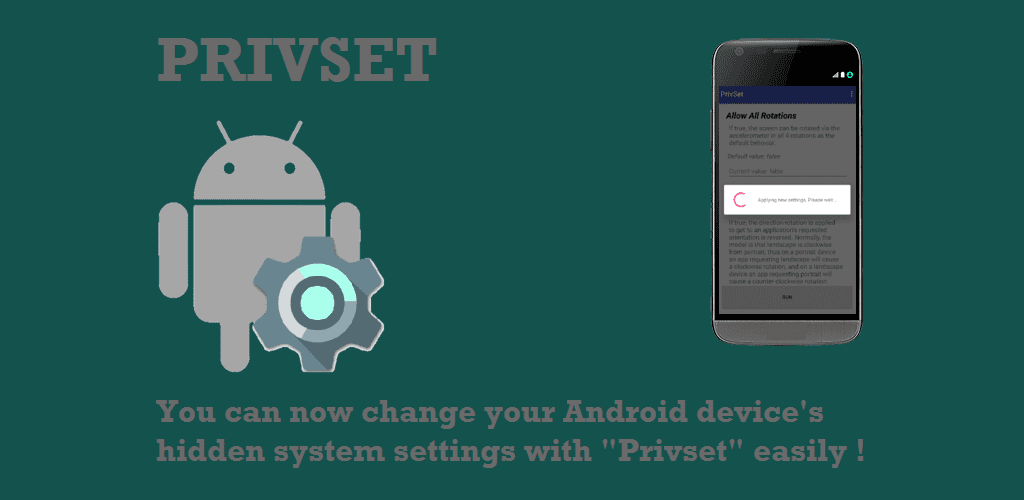 PRIVSET
PrivSet
Allow All Rotations
If true, the screen can be rotated via the
accelerometer in all 4 rotations as the
default behavior.
Default value: false
Current value: false
Applying new settings. Please wait...
If true, the direction rotation is applied
to get to an application's requested
orientation is reversed. Normally, the
model is that landscape is clockwise
from portrait; thus on a portrait device
an app requesting landscape will cause
a clockwise rotation, and on a landscape
device an app requesting portrait will
cause a counter-clockwise rotation.
RUN
You can now change your Android device's
hidden system settings with "Privset" easily !